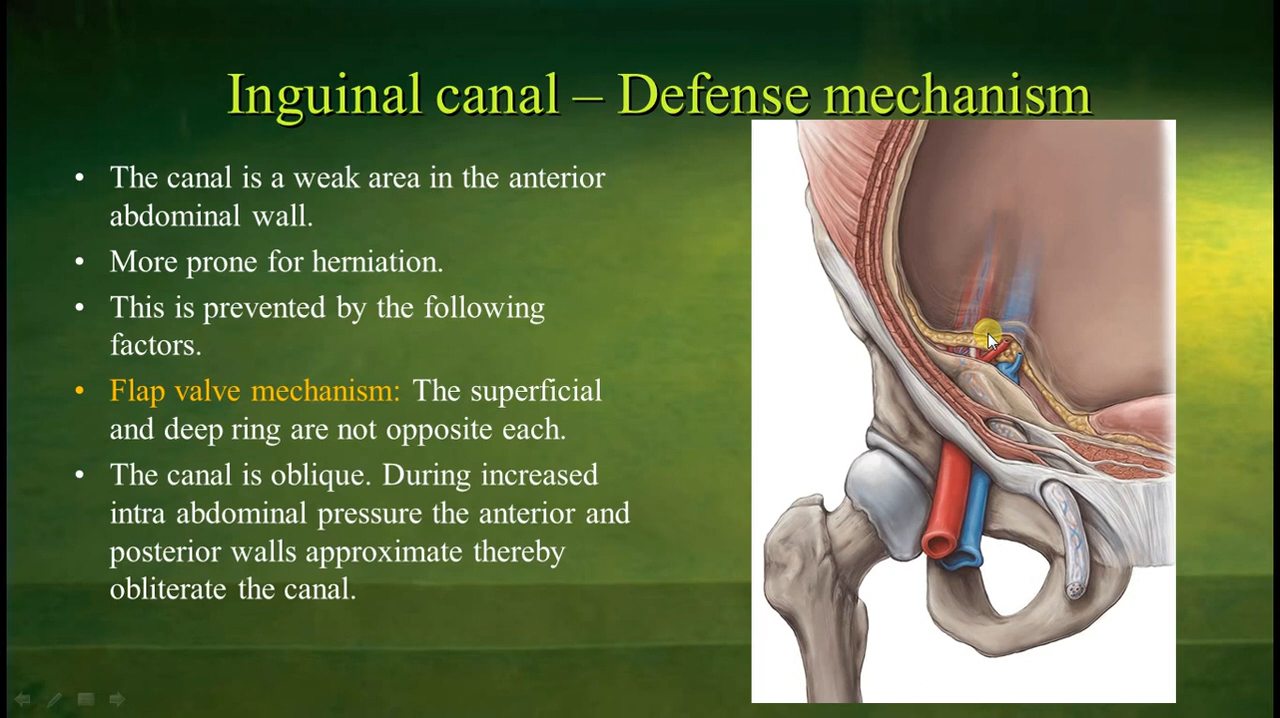 Inguinal canal – Defense mechanism
• The canal is a weak area in the anterior
abdominal wall.
• More prone for herniation.
• This is prevented by the following
factors.
• Flap valve mechanism: The superficial
and deep ring are not opposite each.
• The canal is oblique. During increased
intra abdominal pressure the anterior and
posterior walls approximate thereby
obliterate the canal.